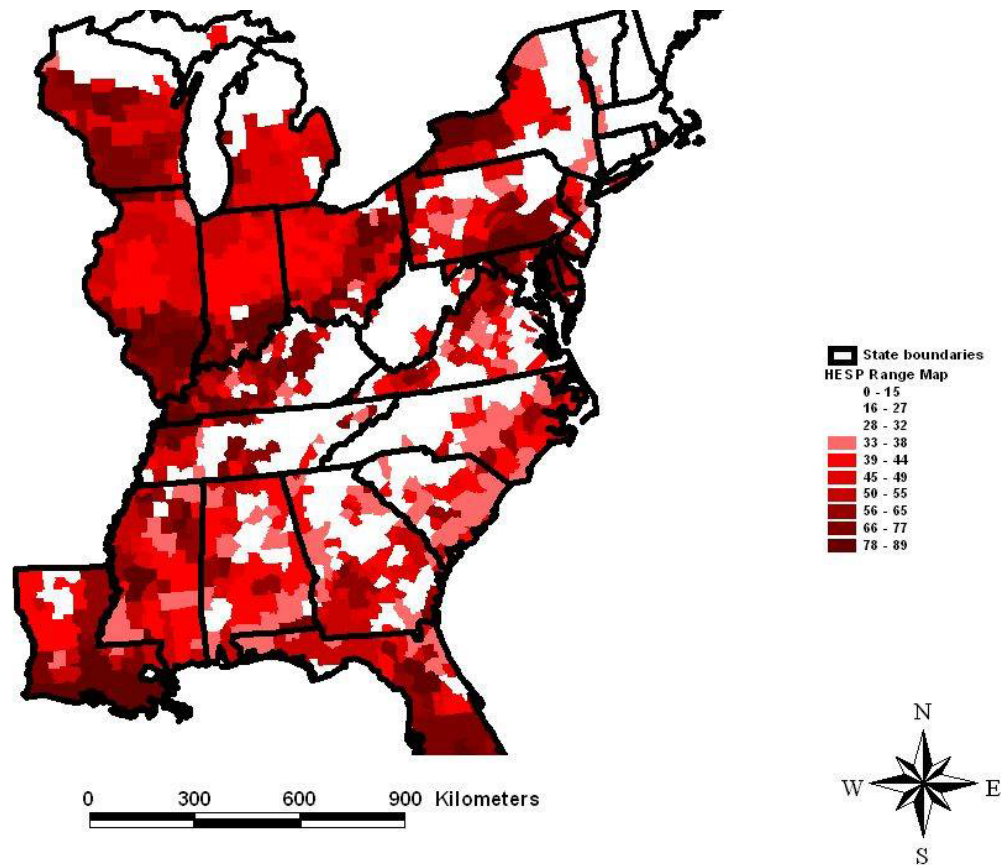 State boundaries
HESP Range Map
0 - 15
16 - 27
28 - 32
33 - 38
39 - 44
45 - 49
50 - 55
56 - 65
66 - 77
78 - 89
N
W E
S
0 300 600 900 Kilometers